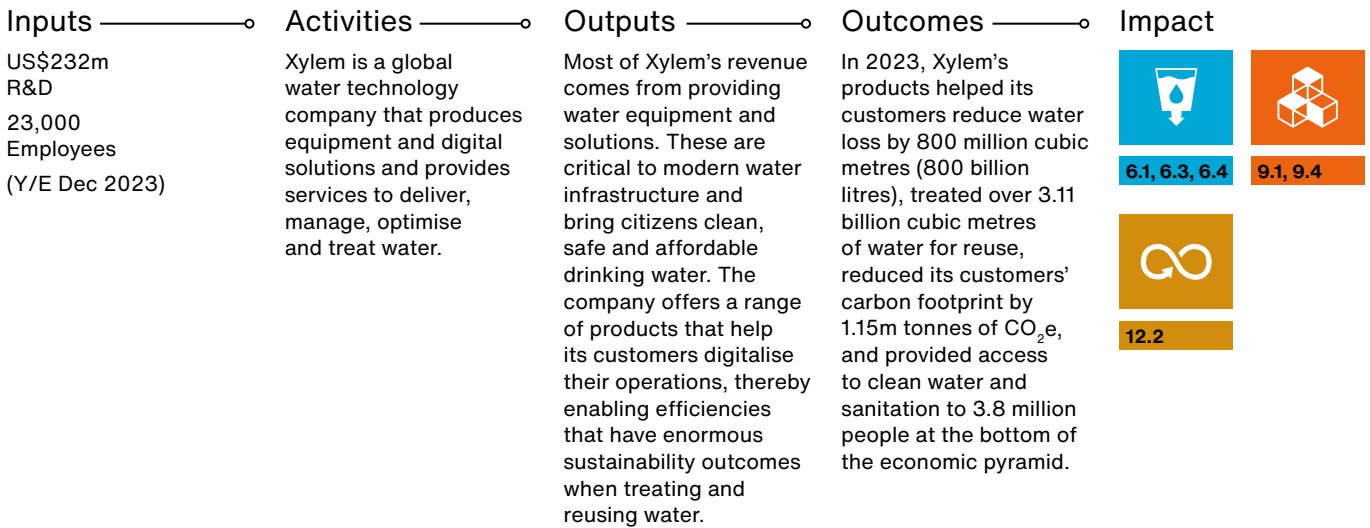 Inputs
US$232m
R&D
23,000
Employees
(Y/E Dec 2023)
Activities
Xylem is a global
water technology
company that produces
equipment and digital
solutions and provides
services to deliver,
manage, optimise
and treat water.
Outputs
Most of Xylem’s revenue
comes from providing
water equipment and
solutions. These are
critical to modern water
infrastructure and
bring citizens clean,
safe and affordable
drinking water. The
company offers a range
of products that help
its customers digitalise
their operations, thereby
enabling efficiencies
that have enormous
sustainability outcomes
when treating and
reusing water.
Outcomes
In 2023, Xylem’s
products helped its
customers reduce water
loss by 800 million cubic
metres (800 billion
litres), treated over 3.11
billion cubic metres
of water for reuse,
reduced its customers’
carbon footprint by
1.15m tonnes of CO₂e,
and provided access
to clean water and
sanitation to 3.8 million
people at the bottom of
the economic pyramid.
Impact
6.1, 6.3, 6.4
9.1, 9.4
12.2